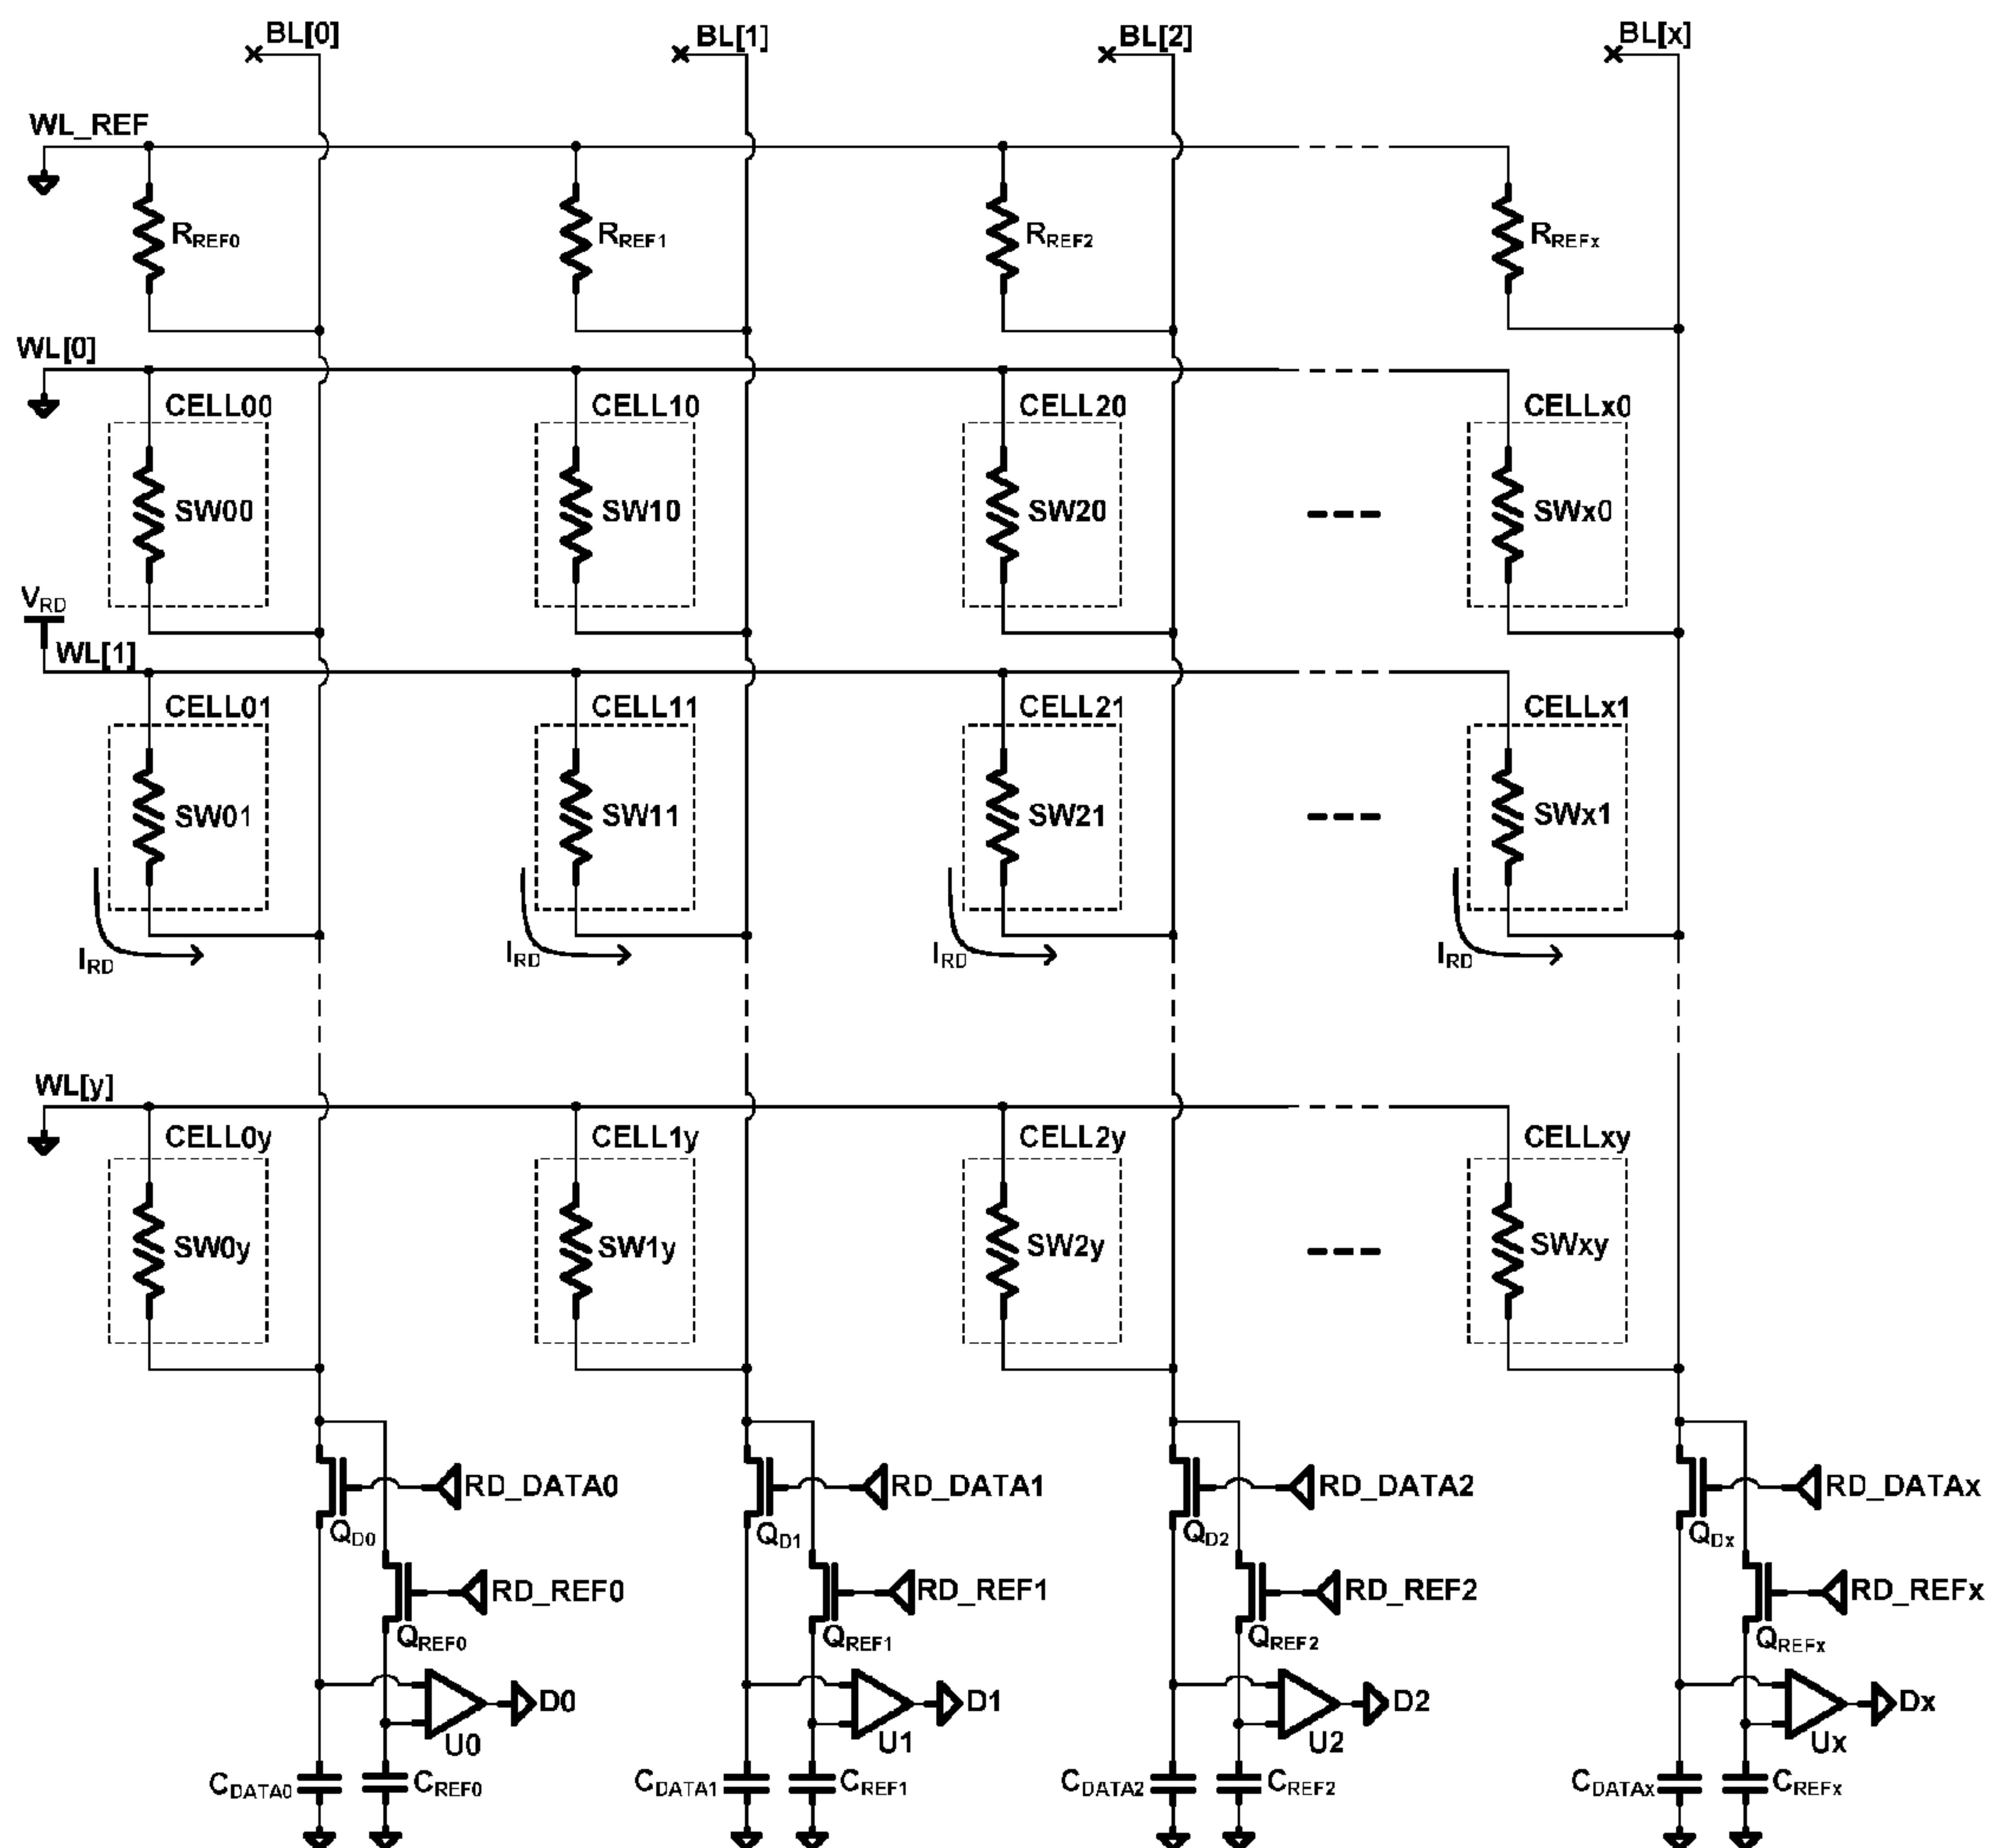 BL[0] BL[1] BL[2] BL[x]
WL_REF
RREF0 RREF1 RREF2 RREFx
WL[0]
CELL00 CELL10 CELL20 CELLx0
SW00 SW10 SW20 SWx0
VRD
WL[1]
CELL01 CELL11 CELL21 CELLx1
SW01 SW11 SW21 SWx1
IRD IRD IRD IRD
WL[y]
CELL0y CELL1y CELL2y CELLxy
SW0y SW1y SW2y SWxy
RD_DATA0 RD_DATA1 RD_DATA2 RD_DATAx
QD0 QD1 QD2 QDx
RD_REF0 RD_REF1 RD_REF2 RD_REFx
QREF0 QREF1 QREF2 QREFx
D0 D1 D2 Dx
U0 U1 U2 Ux
CDATA0 CREF0 CDATA1 CREF1 CDATA2 CREF2 CDATAx CREFx